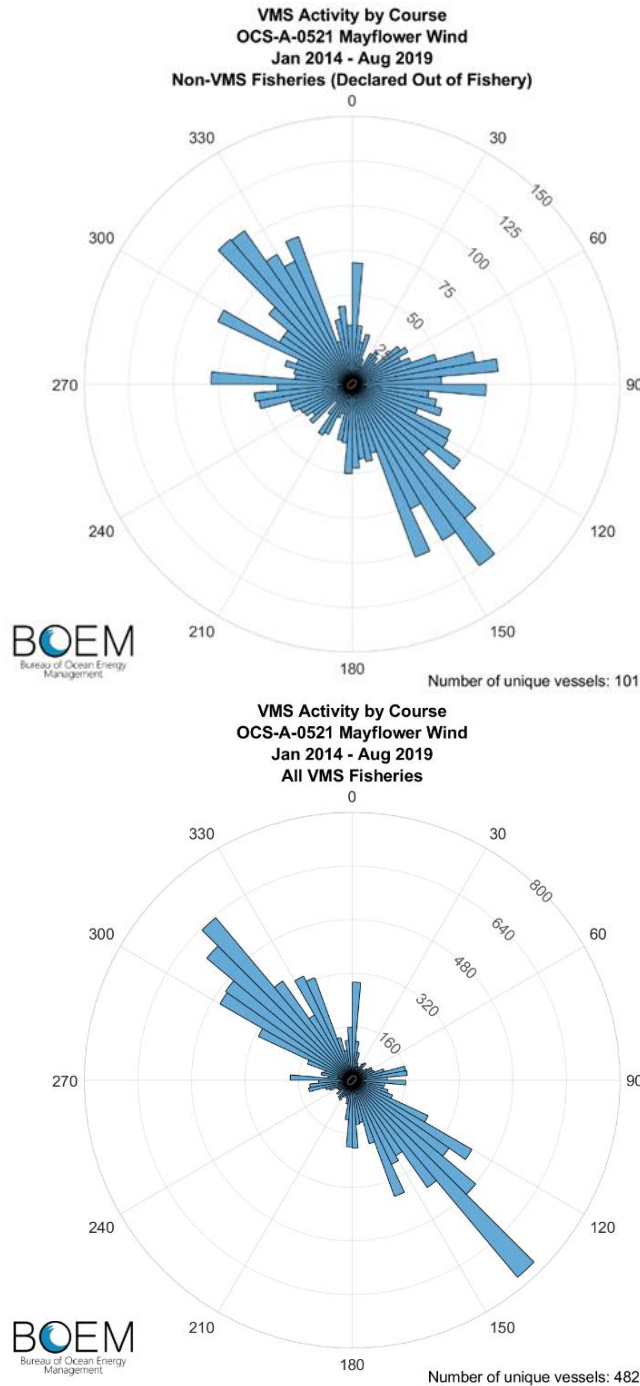 VMS Activity by Course
OCS-A-0521 Mayflower Wind
Jan 2014 - Aug 2019
Non-VMS Fisheries (Declared Out of Fishery)
0
330
30
150
125
300
60
100
75
50
25
270
0
90
240
120
210
150
180
BOEM
Bureau of Ocean Energy
Management
Number of unique vessels: 101
VMS Activity by Course
OCS-A-0521 Mayflower Wind
Jan 2014 - Aug 2019
All VMS Fisheries
0
330
30
800
640
300
60
480
320
160
270
0
90
240
120
210
150
180
BOEM
Bureau of Ocean Energy
Management
Number of unique vessels: 482